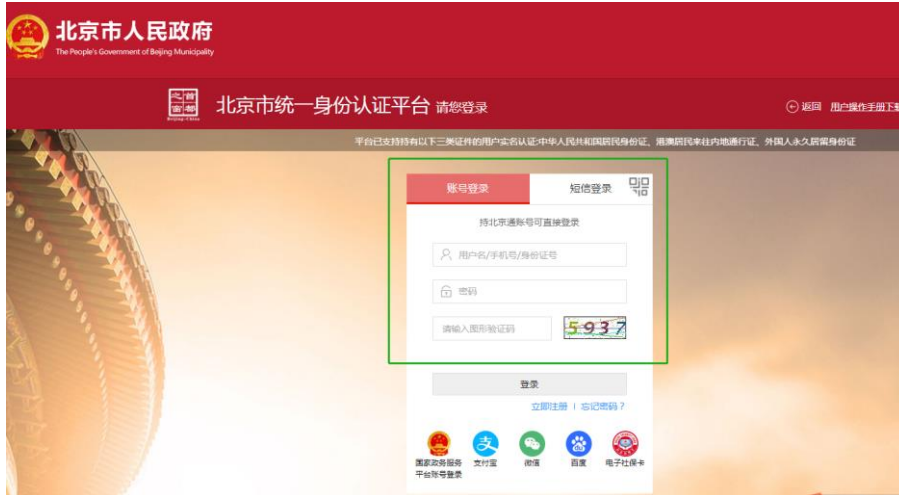 北京市人民政府
The People's Government of Beijing Municipality
首都之窗
Beijing-China
北京市统一身份认证平台 请您登录
返回 用户操作手册下载
平台已支持持有以下三类证件的用户实名认证:中华人民共和国居民身份证、港澳居民来往内地通行证、外国人永久居留身份证
账号登录 短信登录
持北京通账号可直接登录
用户名/手机号/身份证号
密码
请输入图形验证码 5937
登录
立即注册 | 忘记密码?
国家政务服务平台账号登录 支付宝 微信 百度 电子社保卡